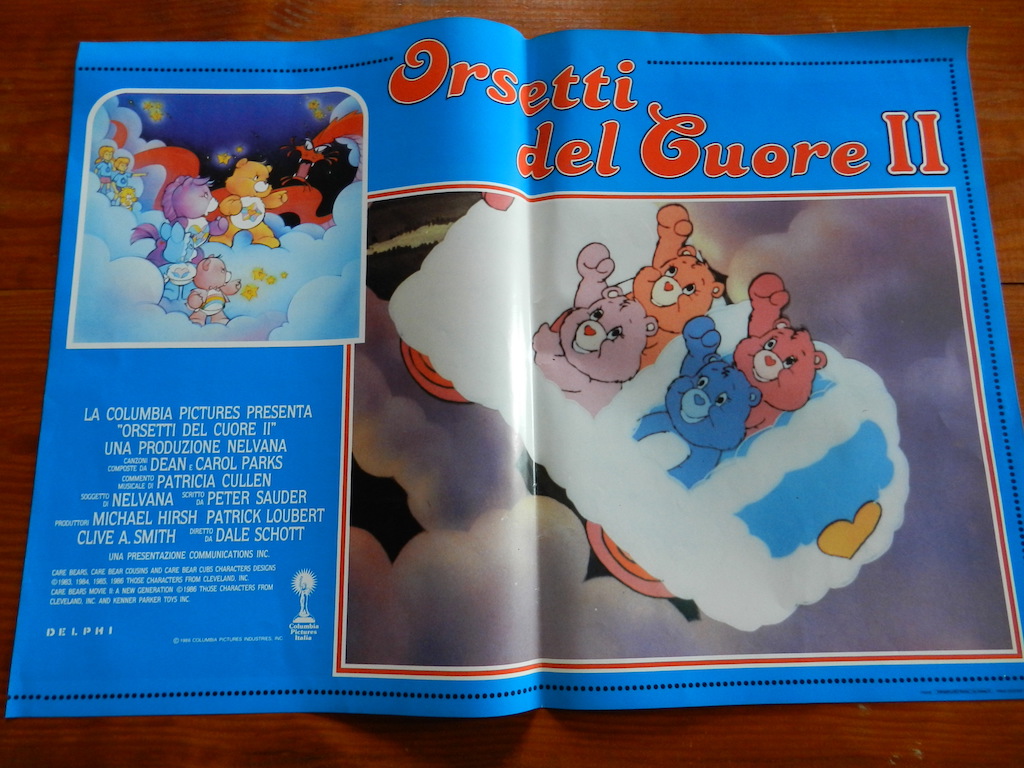 Orsetti
del Cuore II
LA COLUMBIA PICTURES PRESENTA
"ORSETTI DEL CUORE II"
UNA PRODUZIONE NELVANA
CANZONI COMPOSTE DA DEAN E CAROL PARKS
COMMENTO MUSICALE DI PATRICIA CULLEN
SOGGETTO DI NELVANA SCRITTO DA PETER SAUDER
PRODUTTORI MICHAEL HIRSH PATRICK LOUBERT
CLIVE A. SMITH DIRETTO DA DALE SCHOTT
UNA PRESENTAZIONE COMMUNICATIONS INC.
CARE BEARS, CARE BEAR COUSINS AND CARE BEAR CUBS CHARACTERS DESIGNS
©1983, 1984, 1985, 1986 THOSE CHARACTERS FROM CLEVELAND, INC.
CARE BEARS MOVIE II: A NEW GENERATION ©1986 THOSE CHARACTERS FROM
CLEVELAND, INC. AND KENNER PARKER TOYS INC.
Columbia
Pictures
Italia
DELPHI
© 1986 COLUMBIA PICTURES INDUSTRIES, INC.